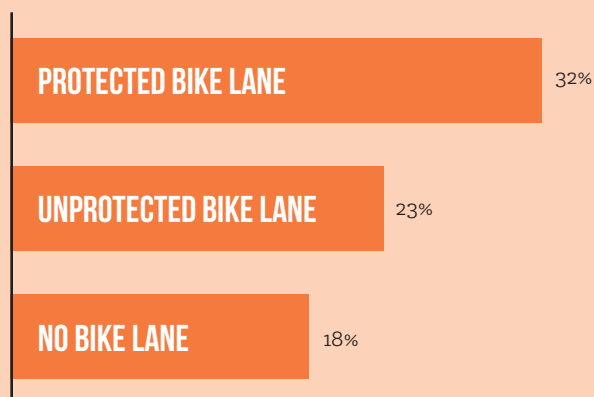 PROTECTED BIKE LANE 32%
UNPROTECTED BIKE LANE 23%
NO BIKE LANE 18%